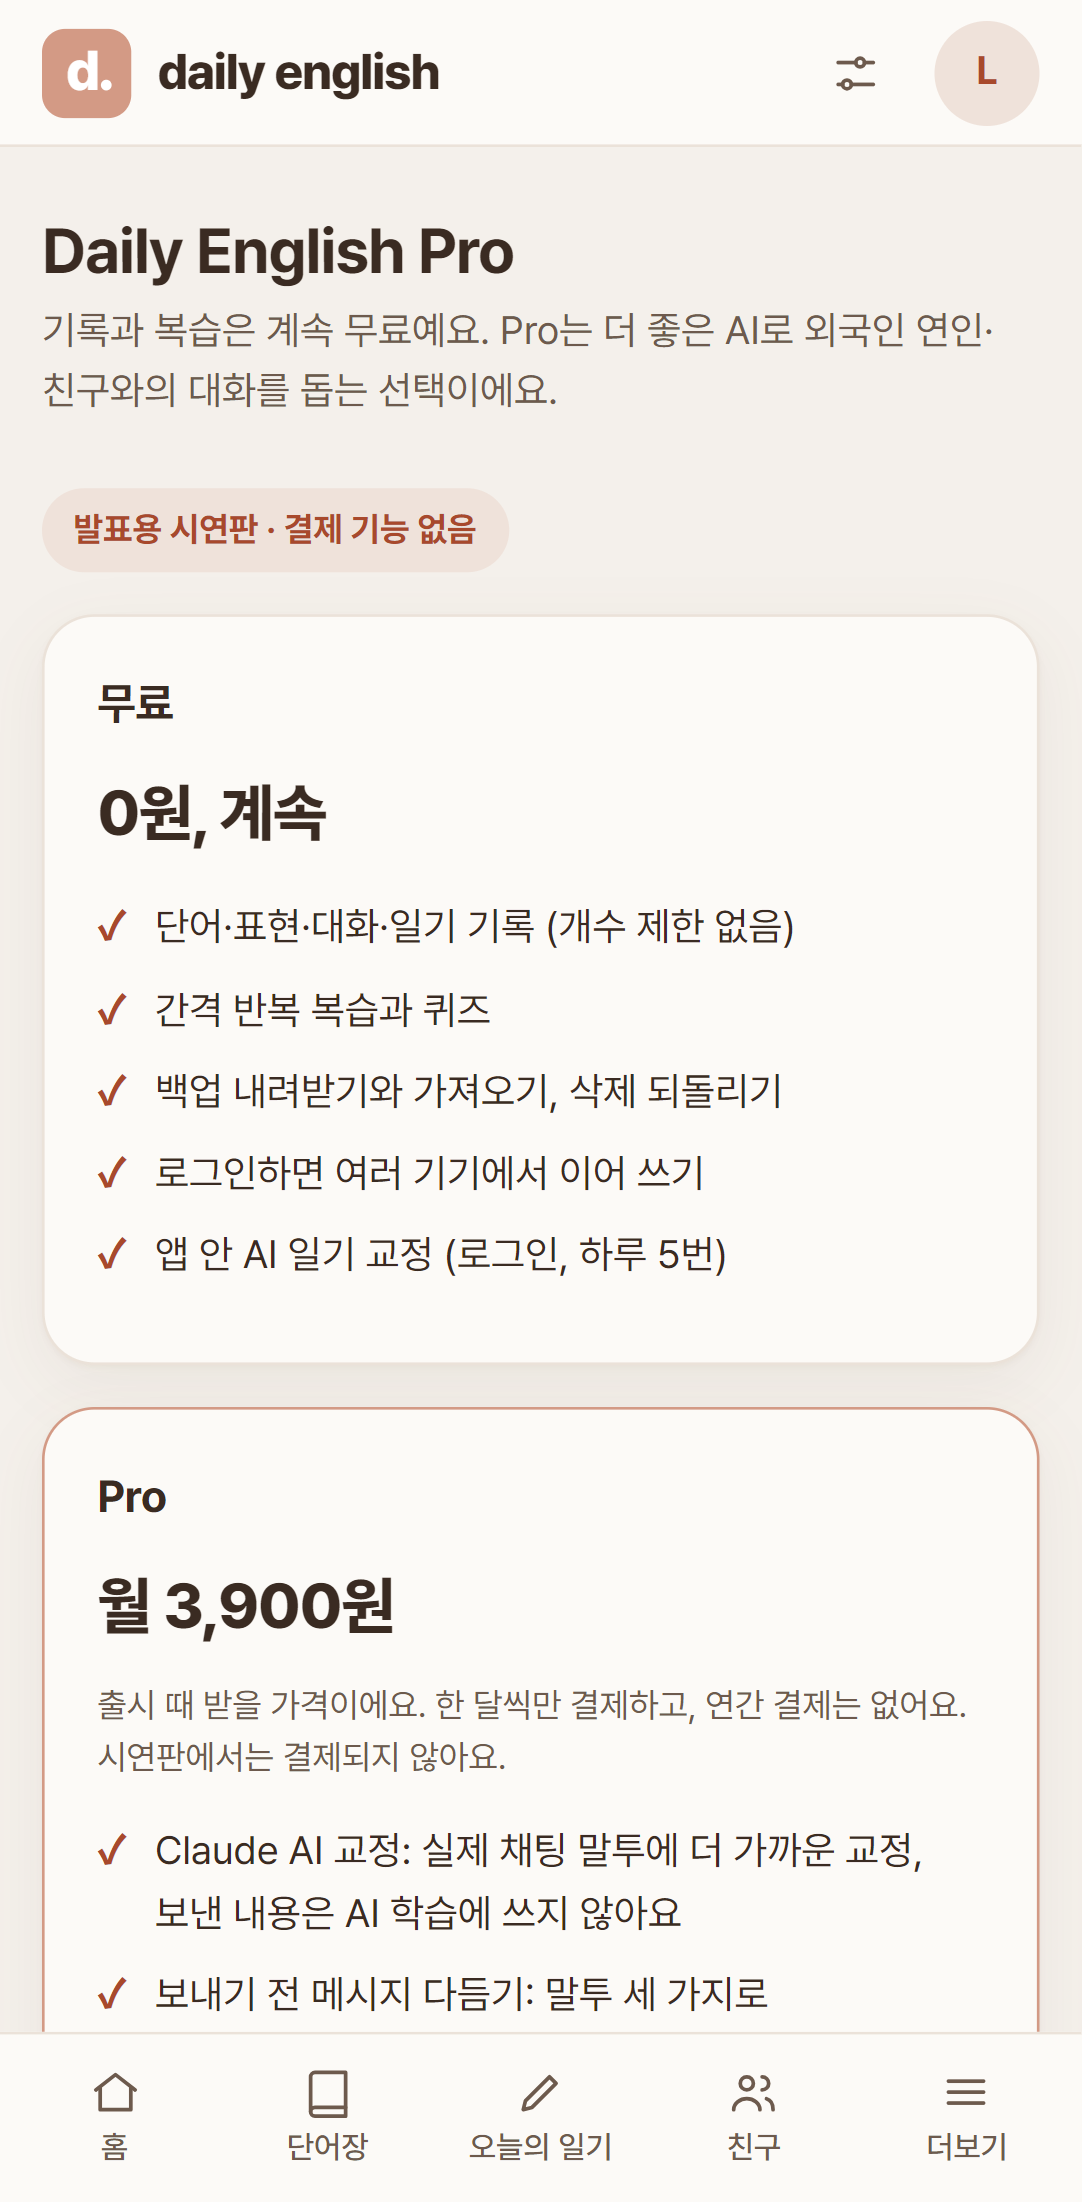 d. daily english
L
Daily English Pro
기록과 복습은 계속 무료예요. Pro는 더 좋은 AI로 외국인 연인·
친구와의 대화를 돕는 선택이에요.
발표용 시연판 · 결제 기능 없음
무료
0원, 계속
✓ 단어·표현·대화·일기 기록 (개수 제한 없음)
✓ 간격 반복 복습과 퀴즈
✓ 백업 내려받기와 가져오기, 삭제 되돌리기
✓ 로그인하면 여러 기기에서 이어 쓰기
✓ 앱 안 AI 일기 교정 (로그인, 하루 5번)
Pro
월 3,900원
출시 때 받을 가격이에요. 한 달씩만 결제하고, 연간 결제는 없어요.
시연판에서는 결제되지 않아요.
✓ Claude AI 교정: 실제 채팅 말투에 더 가까운 교정,
보낸 내용은 AI 학습에 쓰지 않아요
✓ 보내기 전 메시지 다듬기: 말투 세 가지로
홈
단어장
오늘의 일기
친구
더보기